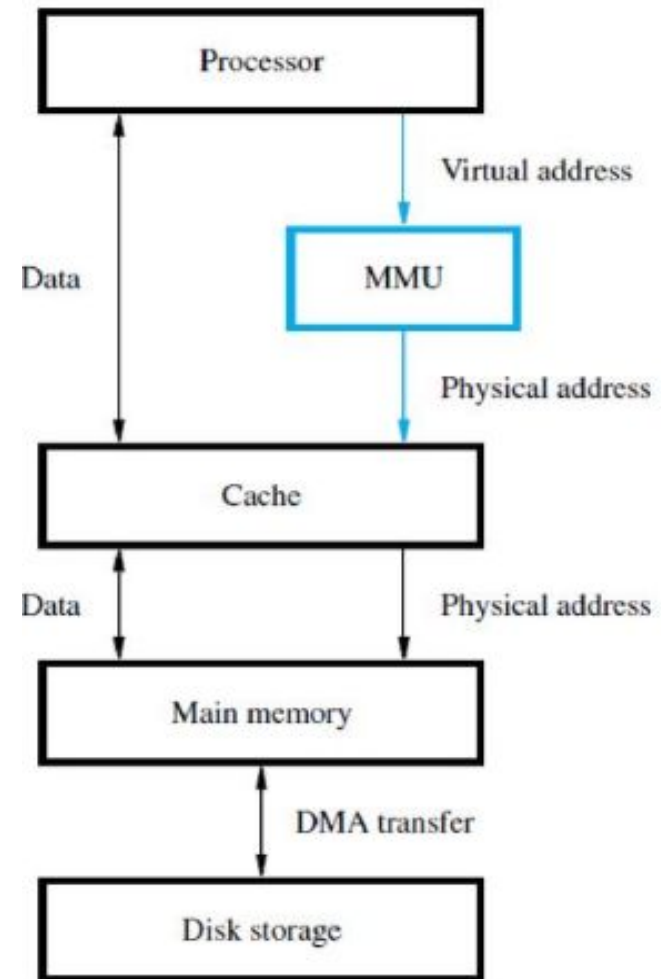 Processor
Virtual address
Data
MMU
Physical address
Cache
Data
Physical address
Main memory
DMA transfer
Disk storage